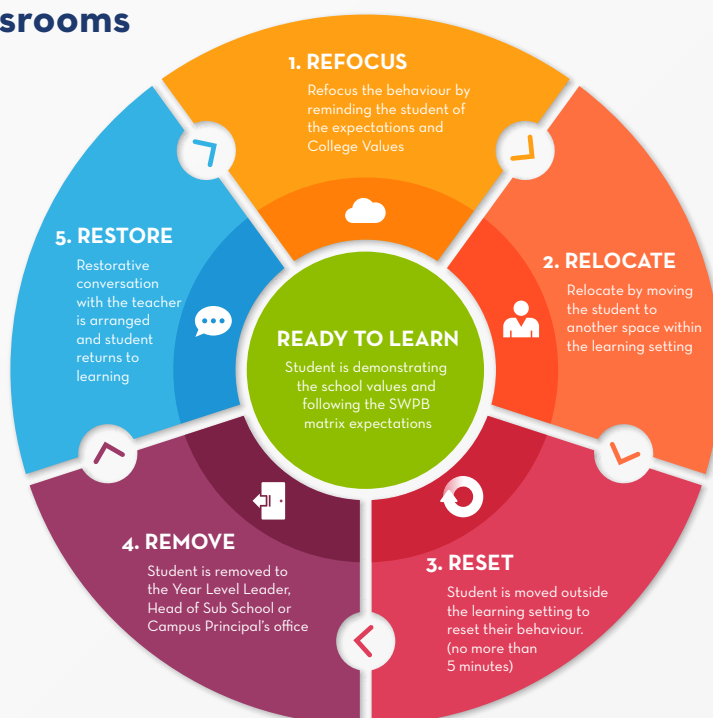 srooms
1. REFOCUS
Refocus the behaviour by
reminding the student of
the expectations and
College Values
2. RELOCATE
Relocate by moving
the student to
another space within
the learning setting
3. RESET
Student is moved outside
the learning setting to
reset their behaviour.
(no more than
5 minutes)
4. REMOVE
Student is removed to
the Year Level Leader,
Head of Sub School or
Campus Principal's office
5. RESTORE
Restorative
conversation
with the teacher
is arranged
and student
returns to
learning
READY TO LEARN
Student is demonstrating
the school values and
following the SWPB
matrix expectations